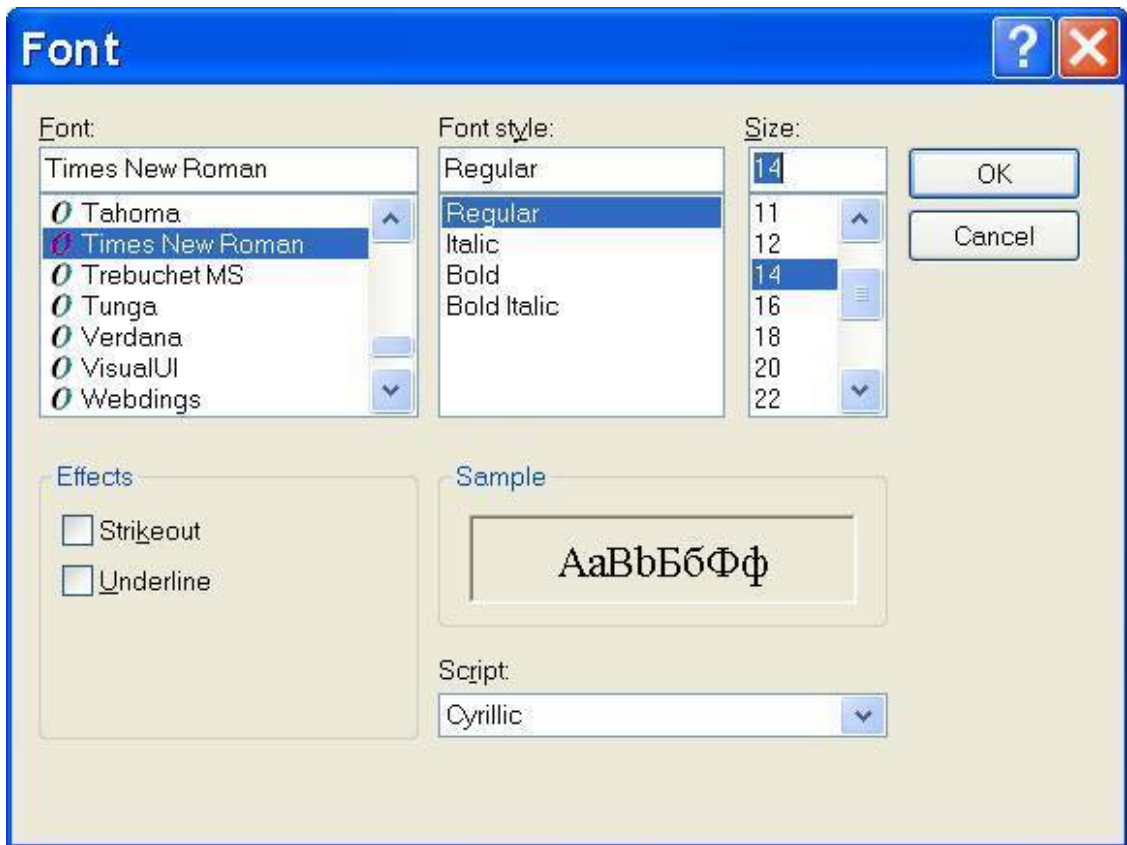 Font
Font:
Times New Roman
Tahoma
Times New Roman
Trebuchet MS
Tunga
Verdana
VisualUI
Webdings
Font style:
Regular
Regular
Italic
Bold
Bold Italic
Size:
14
11
12
14
16
18
20
22
OK
Cancel
Effects
Strikeout
Underline
Sample
AaBbБбФф
Script:
Cyrillic